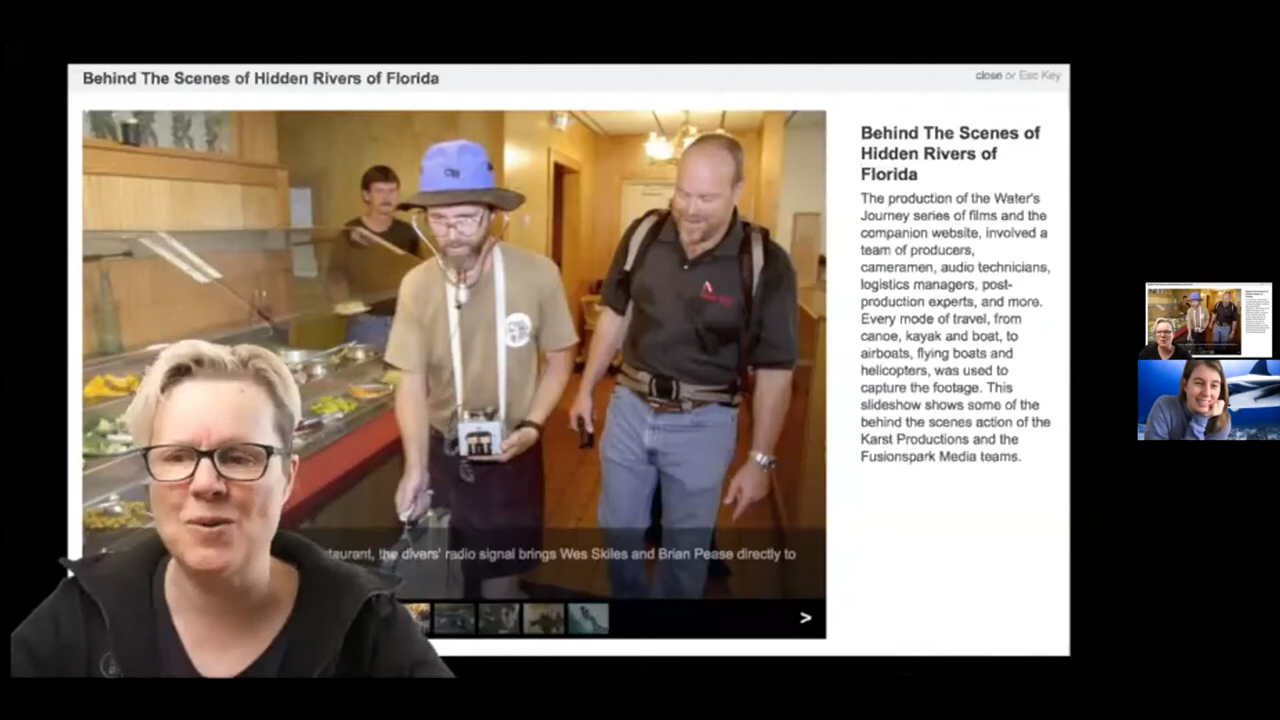 Behind The Scenes of Hidden Rivers of Florida
close or Esc Key
Behind The Scenes of
Hidden Rivers of
Florida
The production of the Water's
Journey series of films and the
companion website, involved a
team of producers,
cameramen, audio technicians,
logistics managers, post-
production experts, and more.
Every mode of travel, from
canoe, kayak and boat, to
airboats, flying boats and
helicopters, was used to
capture the footage. This
slideshow shows some of the
behind the scenes action of the
Karst Productions and the
Fusionspark Media teams.
the divers' radio signal brings Wes Skiles and Brian Pease directly to
>